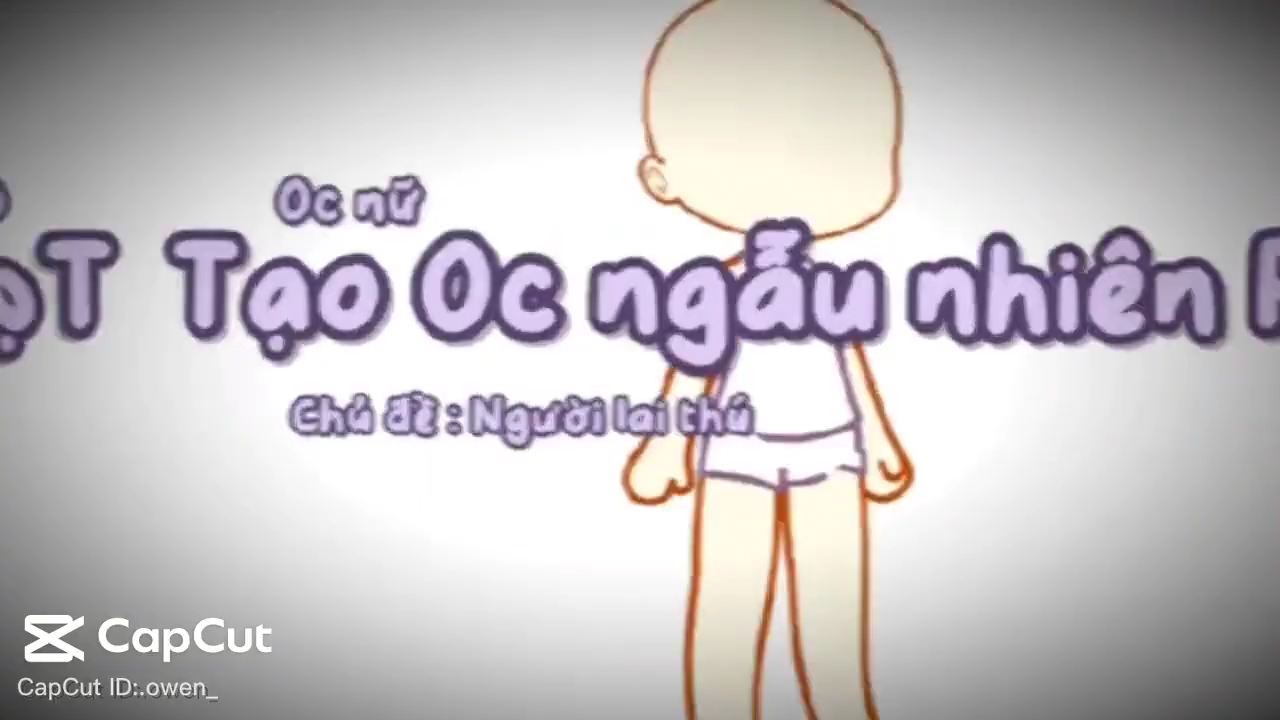 Oc nữ
Tạo Oc ngẫu nhiên
Chủ đề : Người lai thú
CapCut
CapCut ID:.owen_